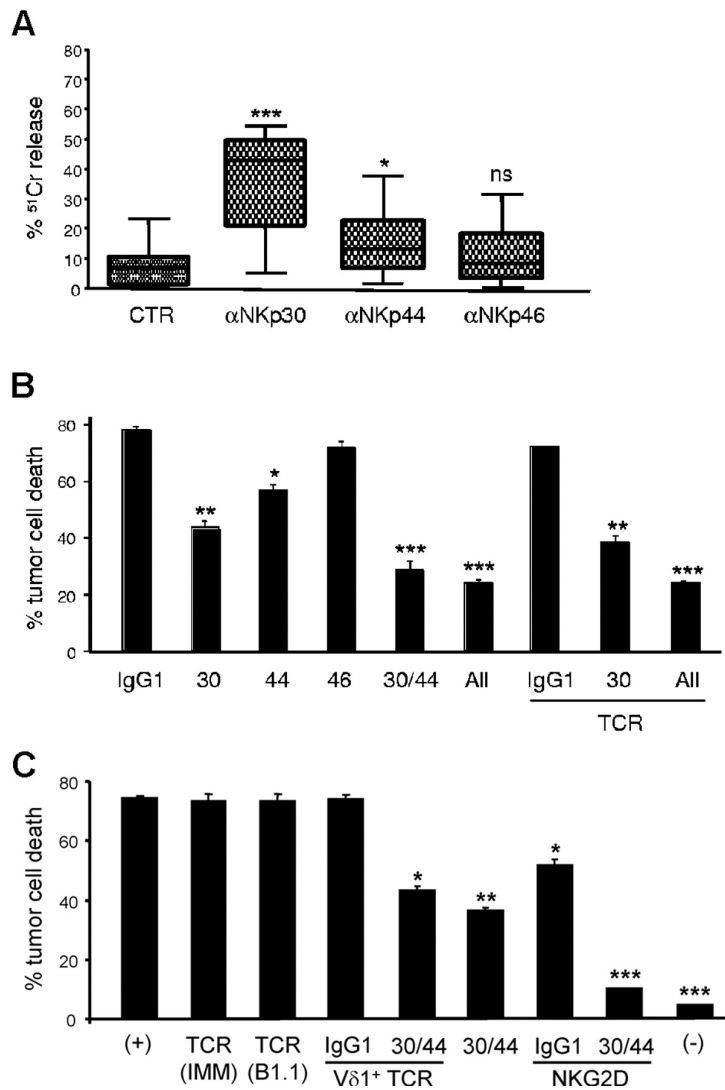 A
% ⁵¹Cr release
80
70
60
50
40
30
20
10
0
***
*
ns
CTR αNKp30 αNKp44 αNKp46
B
% tumor cell death
80
60
40
20
0
** * *** *** ** ***
IgG1 30 44 46 30/44 All IgG1 30 All
TCR
C
% tumor cell death
80
60
40
20
0
* ** * *** ***
(+) TCR TCR IgG1 30/44 30/44 IgG1 30/44 (-)
(IMM) (B1.1) Vδ1⁺ TCR NKG2D